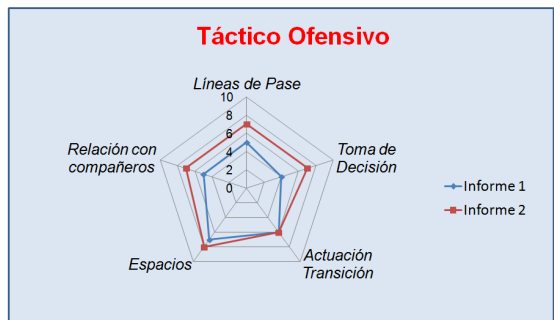 Táctico Ofensivo
Líneas de Pase
10
8
6
4
2
0
Toma de
Decisión
Actuación
Transición
Espacios
Relación con
compañeros
Informe 1
Informe 2